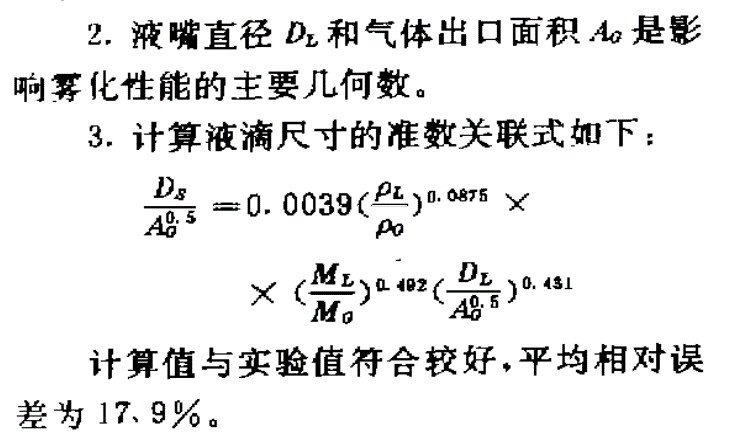 2. 液嘴直径 D_L 和气体出口面积 A_G 是影
响雾化性能的主要几何数。
3. 计算液滴尺寸的准数关联式如下：
D_S/A_G^0.5 = 0.0039(ρ_L/ρ_G)^0.0875 ×
× (M_L/M_G)^0.492 (D_L/A_G^0.5)^0.431
计算值与实验值符合较好，平均相对误
差为 17、9%。